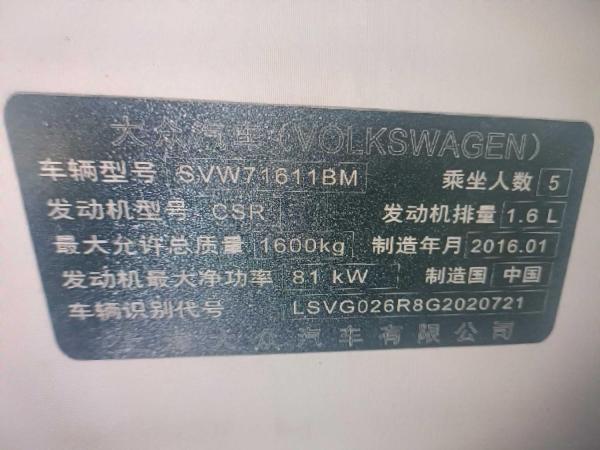 大众汽车(VOLKSWAGEN)
车辆型号 SVW71611BM 乘坐人数 5
发动机型号 CSR 发动机排量 1.6 L
最大允许总质量 1600kg 制造年月 2016.01
发动机最大净功率 81 kW 制造国 中国
车辆识别代号 LSVG026R8G2020721
大众汽车有限公司